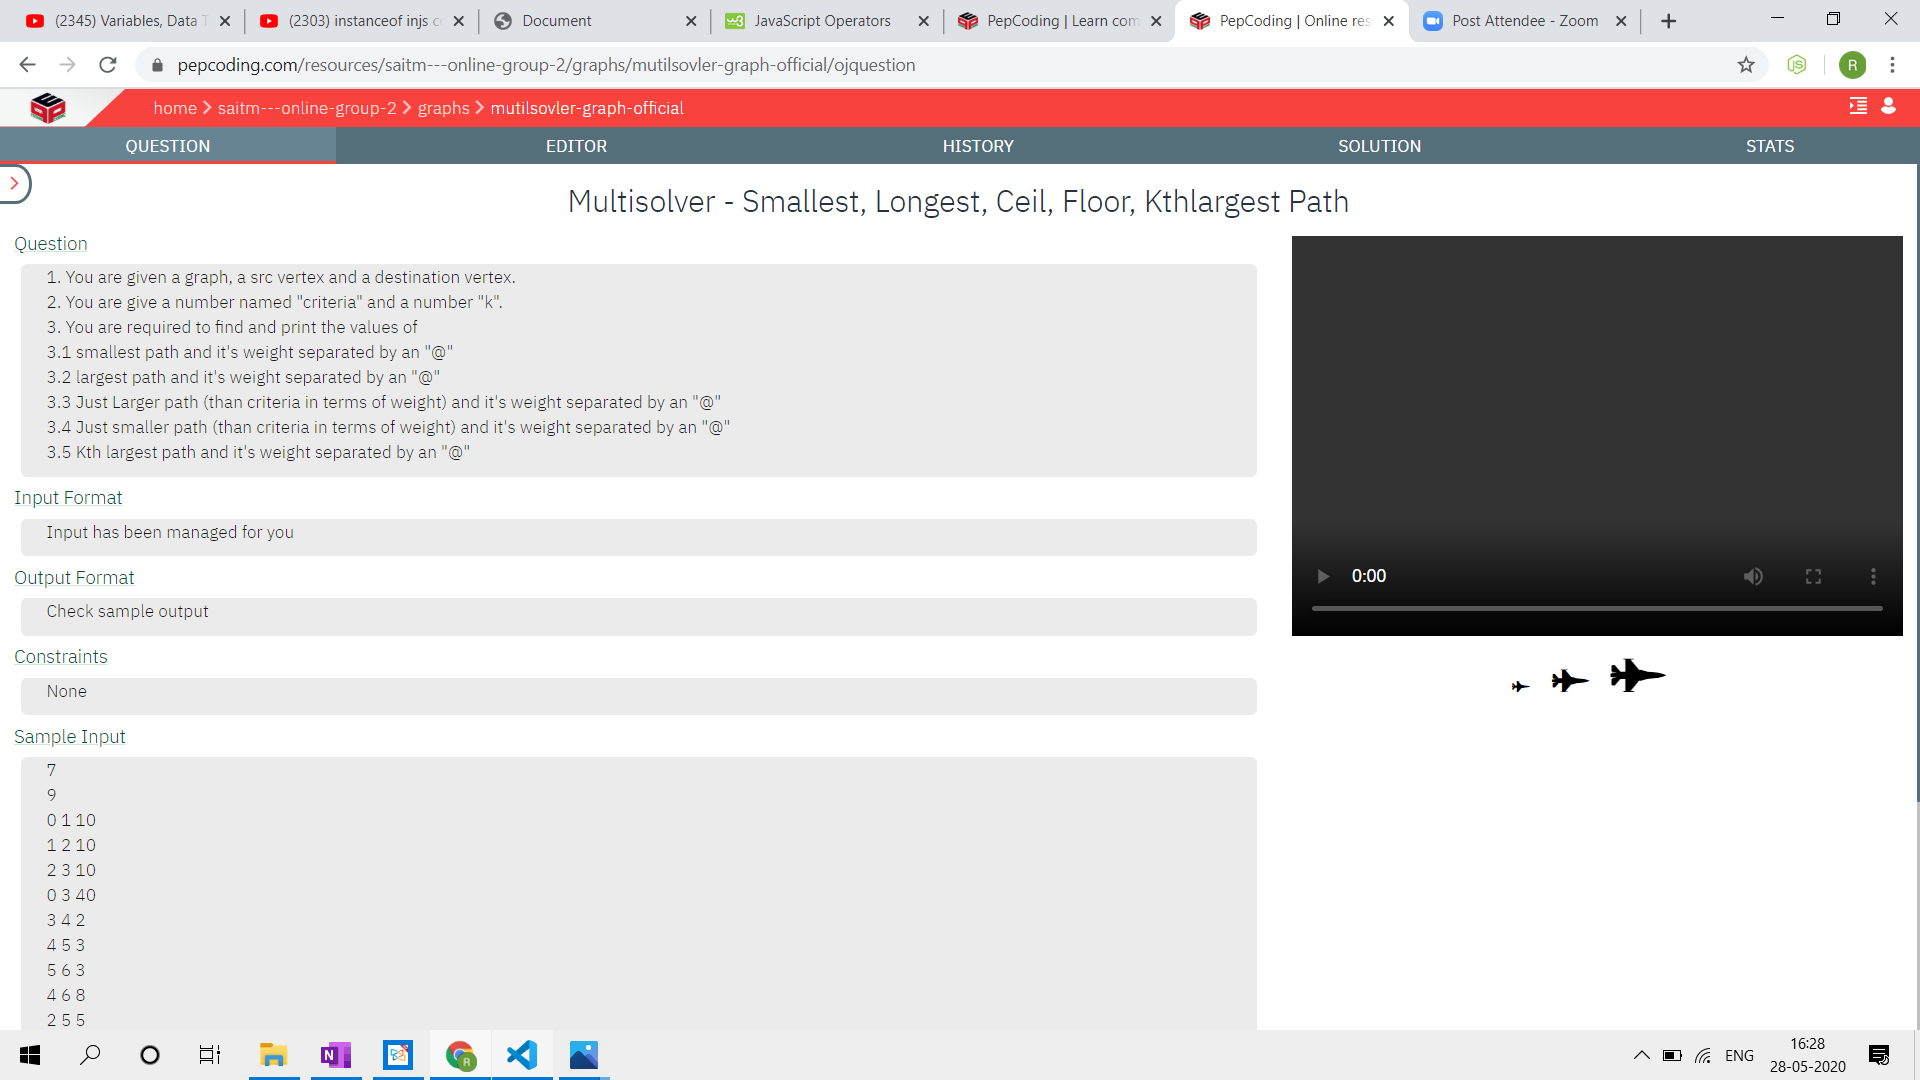 (2345) Variables, Data T
(2303) instanceof injs c
Document
JavaScript Operators
PepCoding | Learn com
PepCoding | Online res
Post Attendee - Zoom
pepcoding.com/resources/saitm---online-group-2/graphs/mutilsovler-graph-official/ojquestion
R
home > saitm---online-group-2 > graphs > mutilsovler-graph-official
QUESTION
EDITOR
HISTORY
SOLUTION
STATS
Multisolver - Smallest, Longest, Ceil, Floor, Kthlargest Path
Question
1. You are given a graph, a src vertex and a destination vertex.
2. You are give a number named "criteria" and a number "k".
3. You are required to find and print the values of
3.1 smallest path and it's weight separated by an "@"
3.2 largest path and it's weight separated by an "@"
3.3 Just Larger path (than criteria in terms of weight) and it's weight separated by an "@"
3.4 Just smaller path (than criteria in terms of weight) and it's weight separated by an "@"
3.5 Kth largest path and it's weight separated by an "@"
0:00
Input Format
Input has been managed for you
Output Format
Check sample output
Constraints
None
Sample Input
7
9
0 1 10
1 2 10
2 3 10
0 3 40
3 4 2
4 5 3
5 6 3
4 6 8
2 5 5
ENG
16:28
28-05-2020